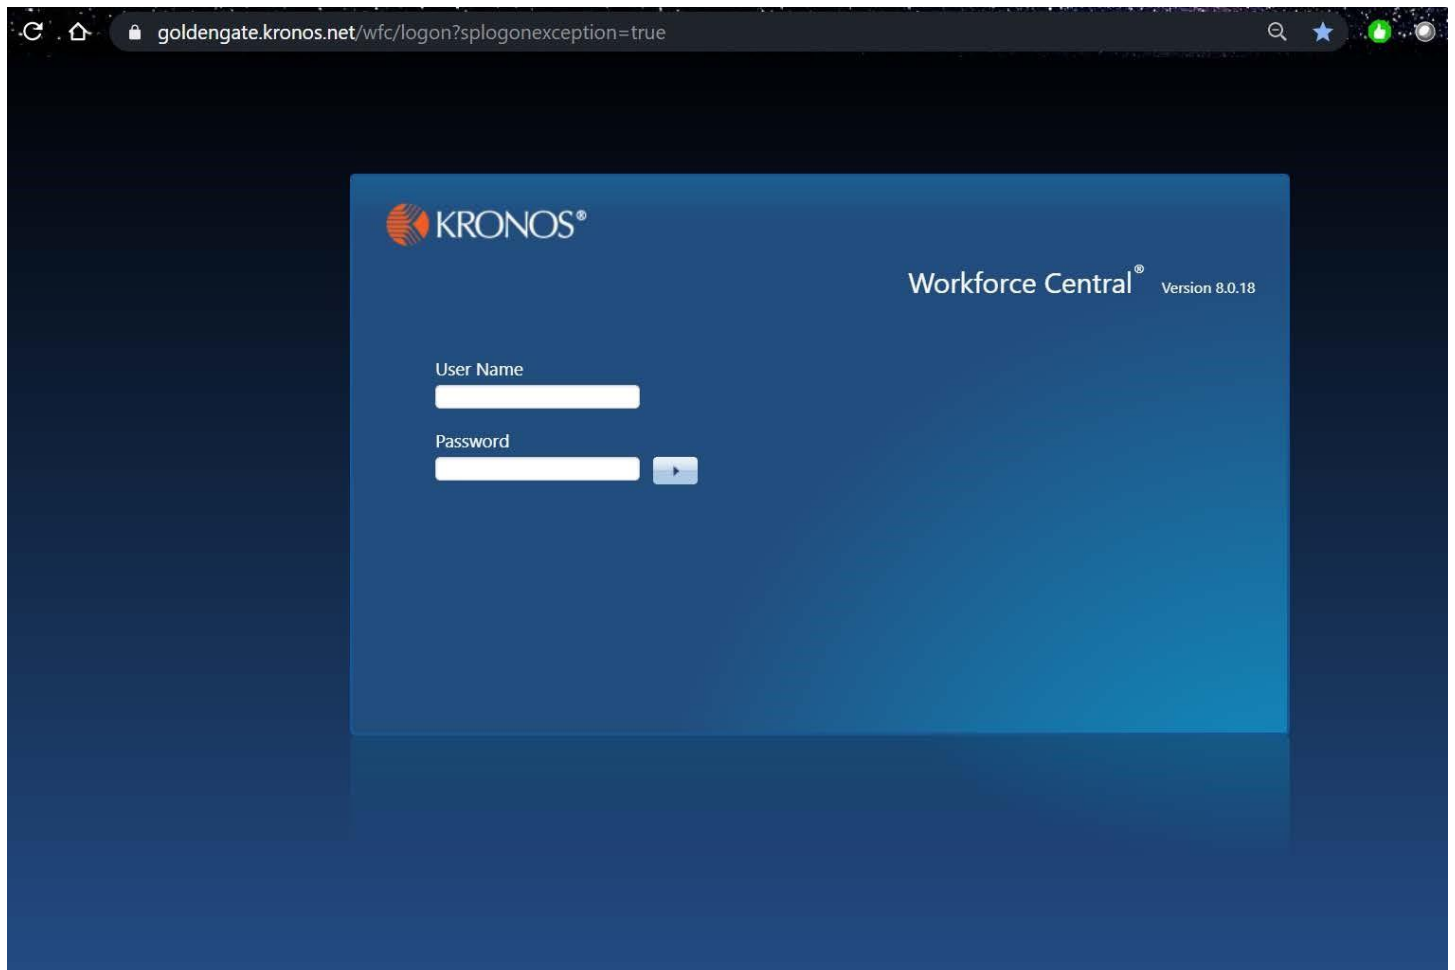 goldengate.kronos.net/wfc/logon?splogonexception=true
KRONOS®
Workforce Central® Version 8.0.18
User Name
Password